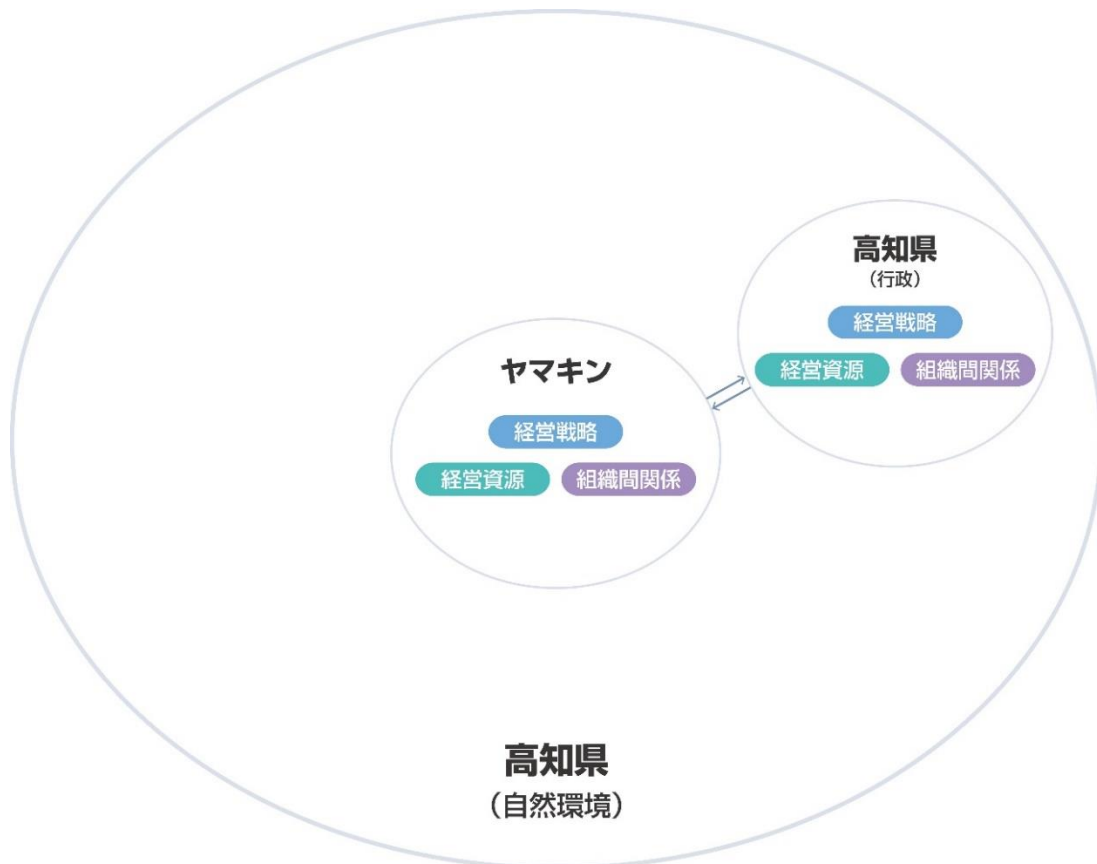 高知県
（行政）
経営戦略
経営資源 組織間関係
ヤマキン
経営戦略
経営資源 組織間関係
高知県
（自然環境）